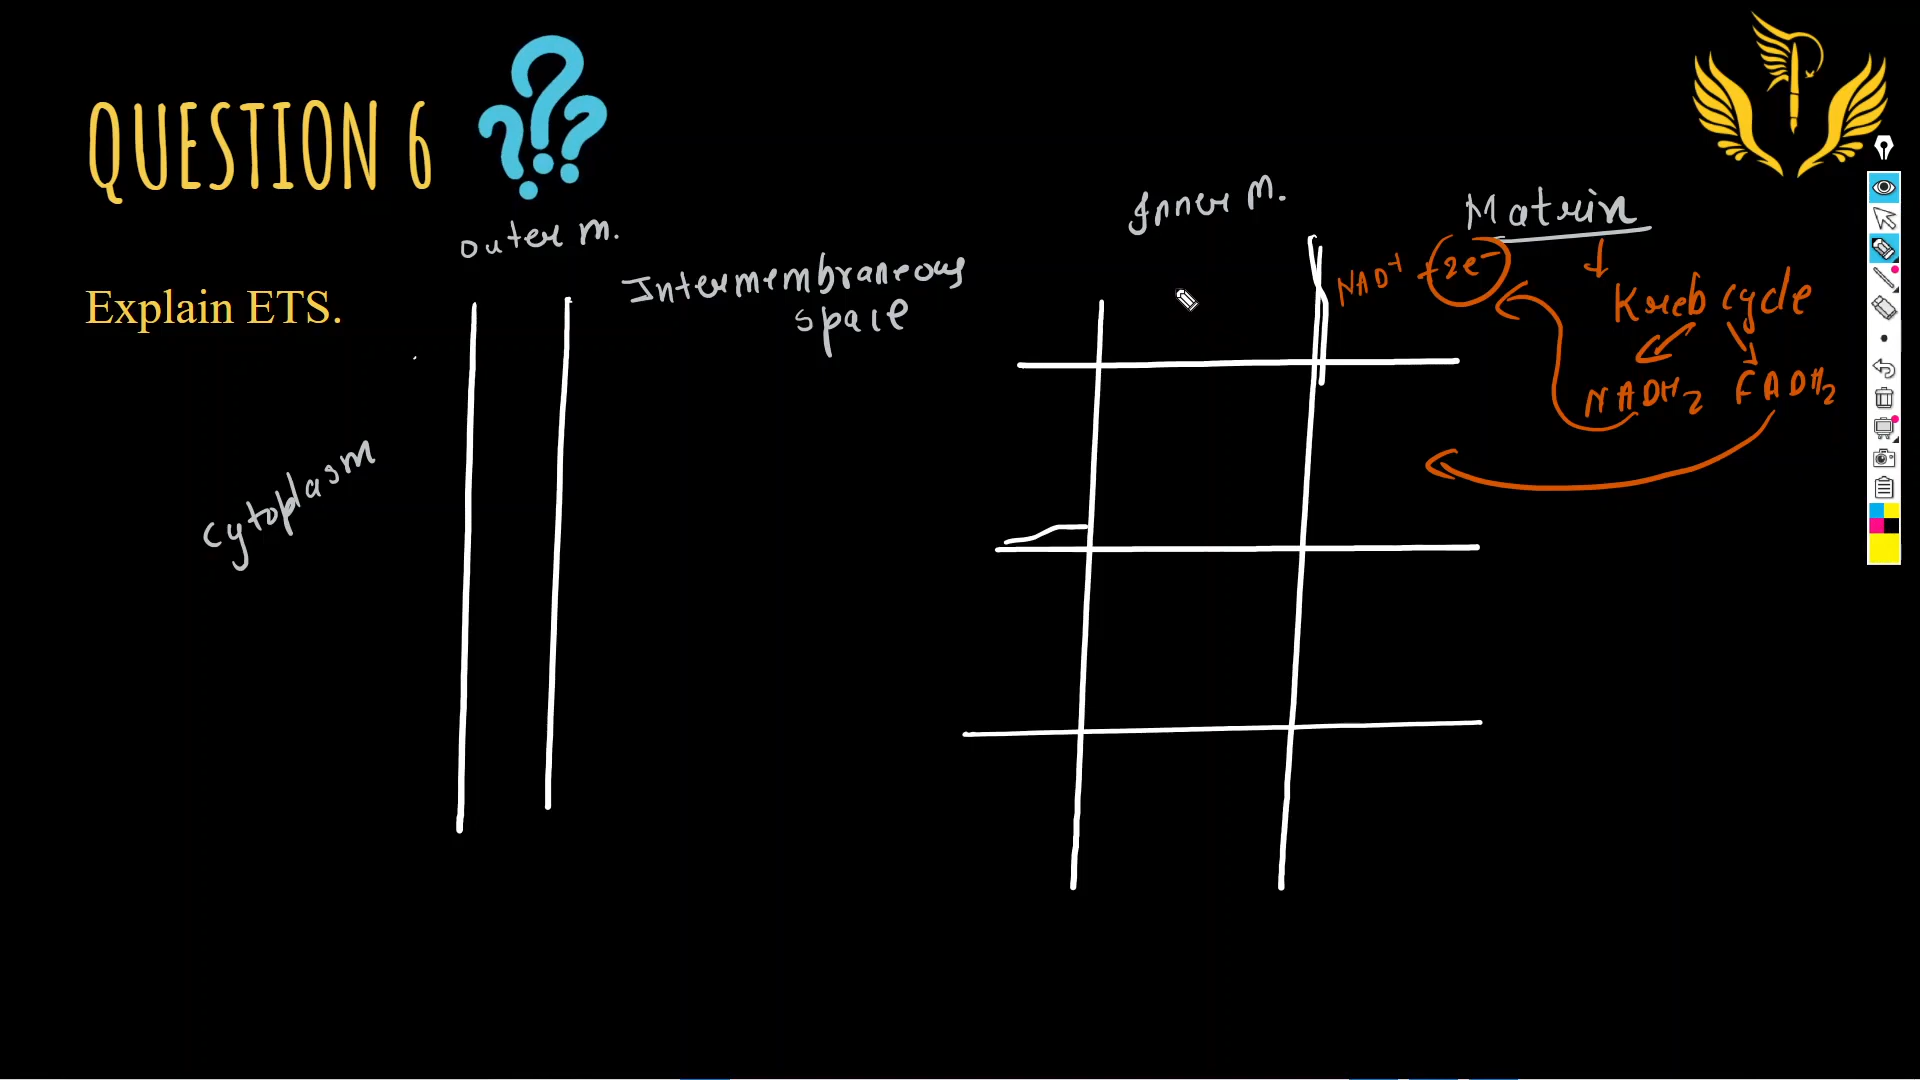 QUESTION 6
Explain ETS.
outer m.
Intermembraneous
space
Inner m.
Matrix
NAD+ + 2e-
Kreb cycle
NADH2 FADH2
cytoplasm